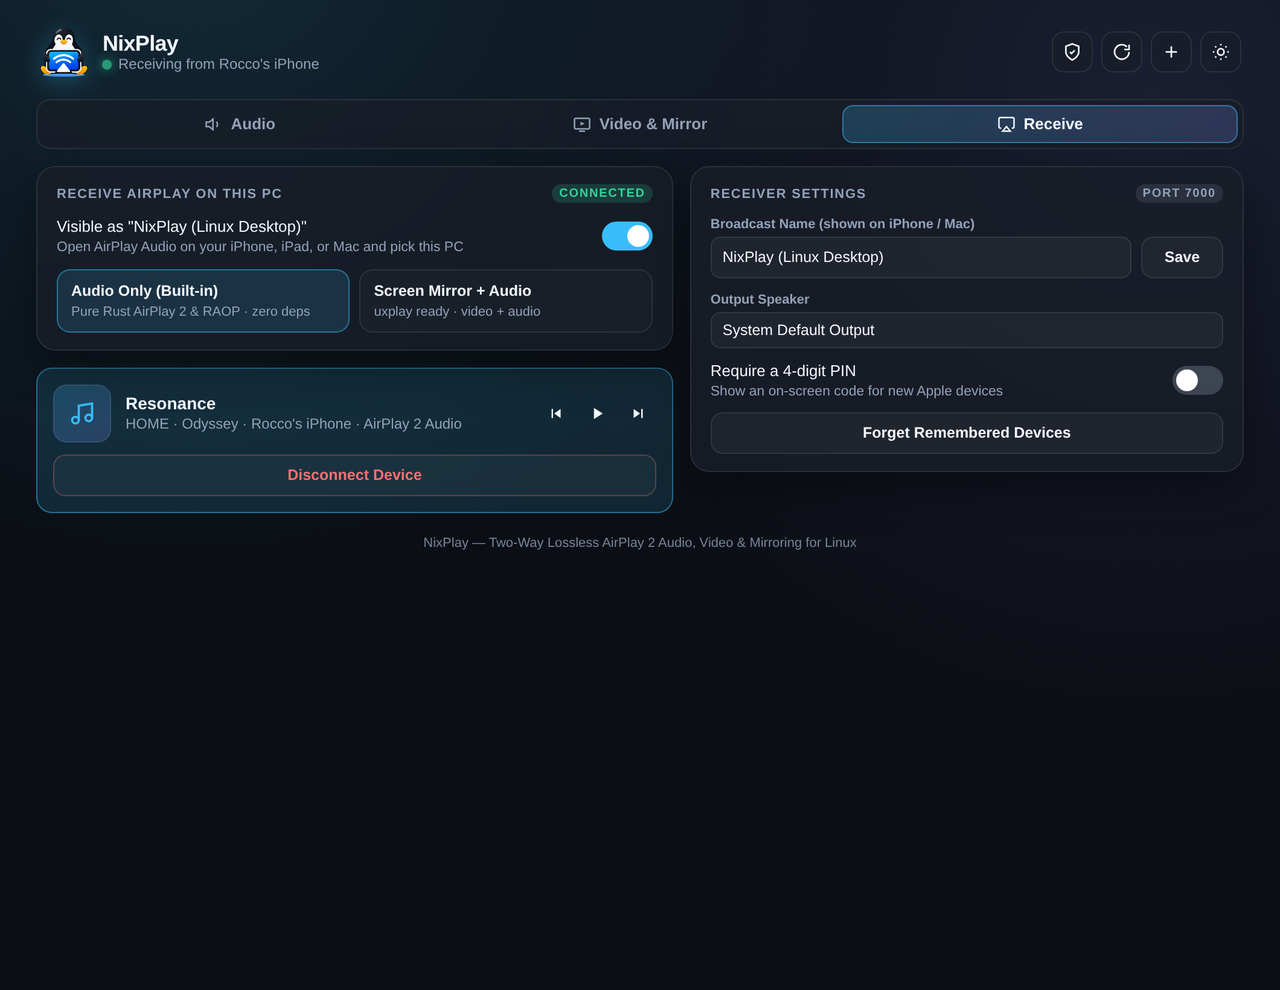 NixPlay
Receiving from Rocco's iPhone
Audio
Video & Mirror
Receive
RECEIVE AIRPLAY ON THIS PC
CONNECTED
Visible as "NixPlay (Linux Desktop)"
Open AirPlay Audio on your iPhone, iPad, or Mac and pick this PC
Audio Only (Built-in)
Pure Rust AirPlay 2 & RAOP · zero deps
Screen Mirror + Audio
uxplay ready · video + audio
Resonance
HOME · Odyssey · Rocco's iPhone · AirPlay 2 Audio
Disconnect Device
RECEIVER SETTINGS
PORT 7000
Broadcast Name (shown on iPhone / Mac)
NixPlay (Linux Desktop)
Save
Output Speaker
System Default Output
Require a 4-digit PIN
Show an on-screen code for new Apple devices
Forget Remembered Devices
NixPlay — Two-Way Lossless AirPlay 2 Audio, Video & Mirroring for Linux